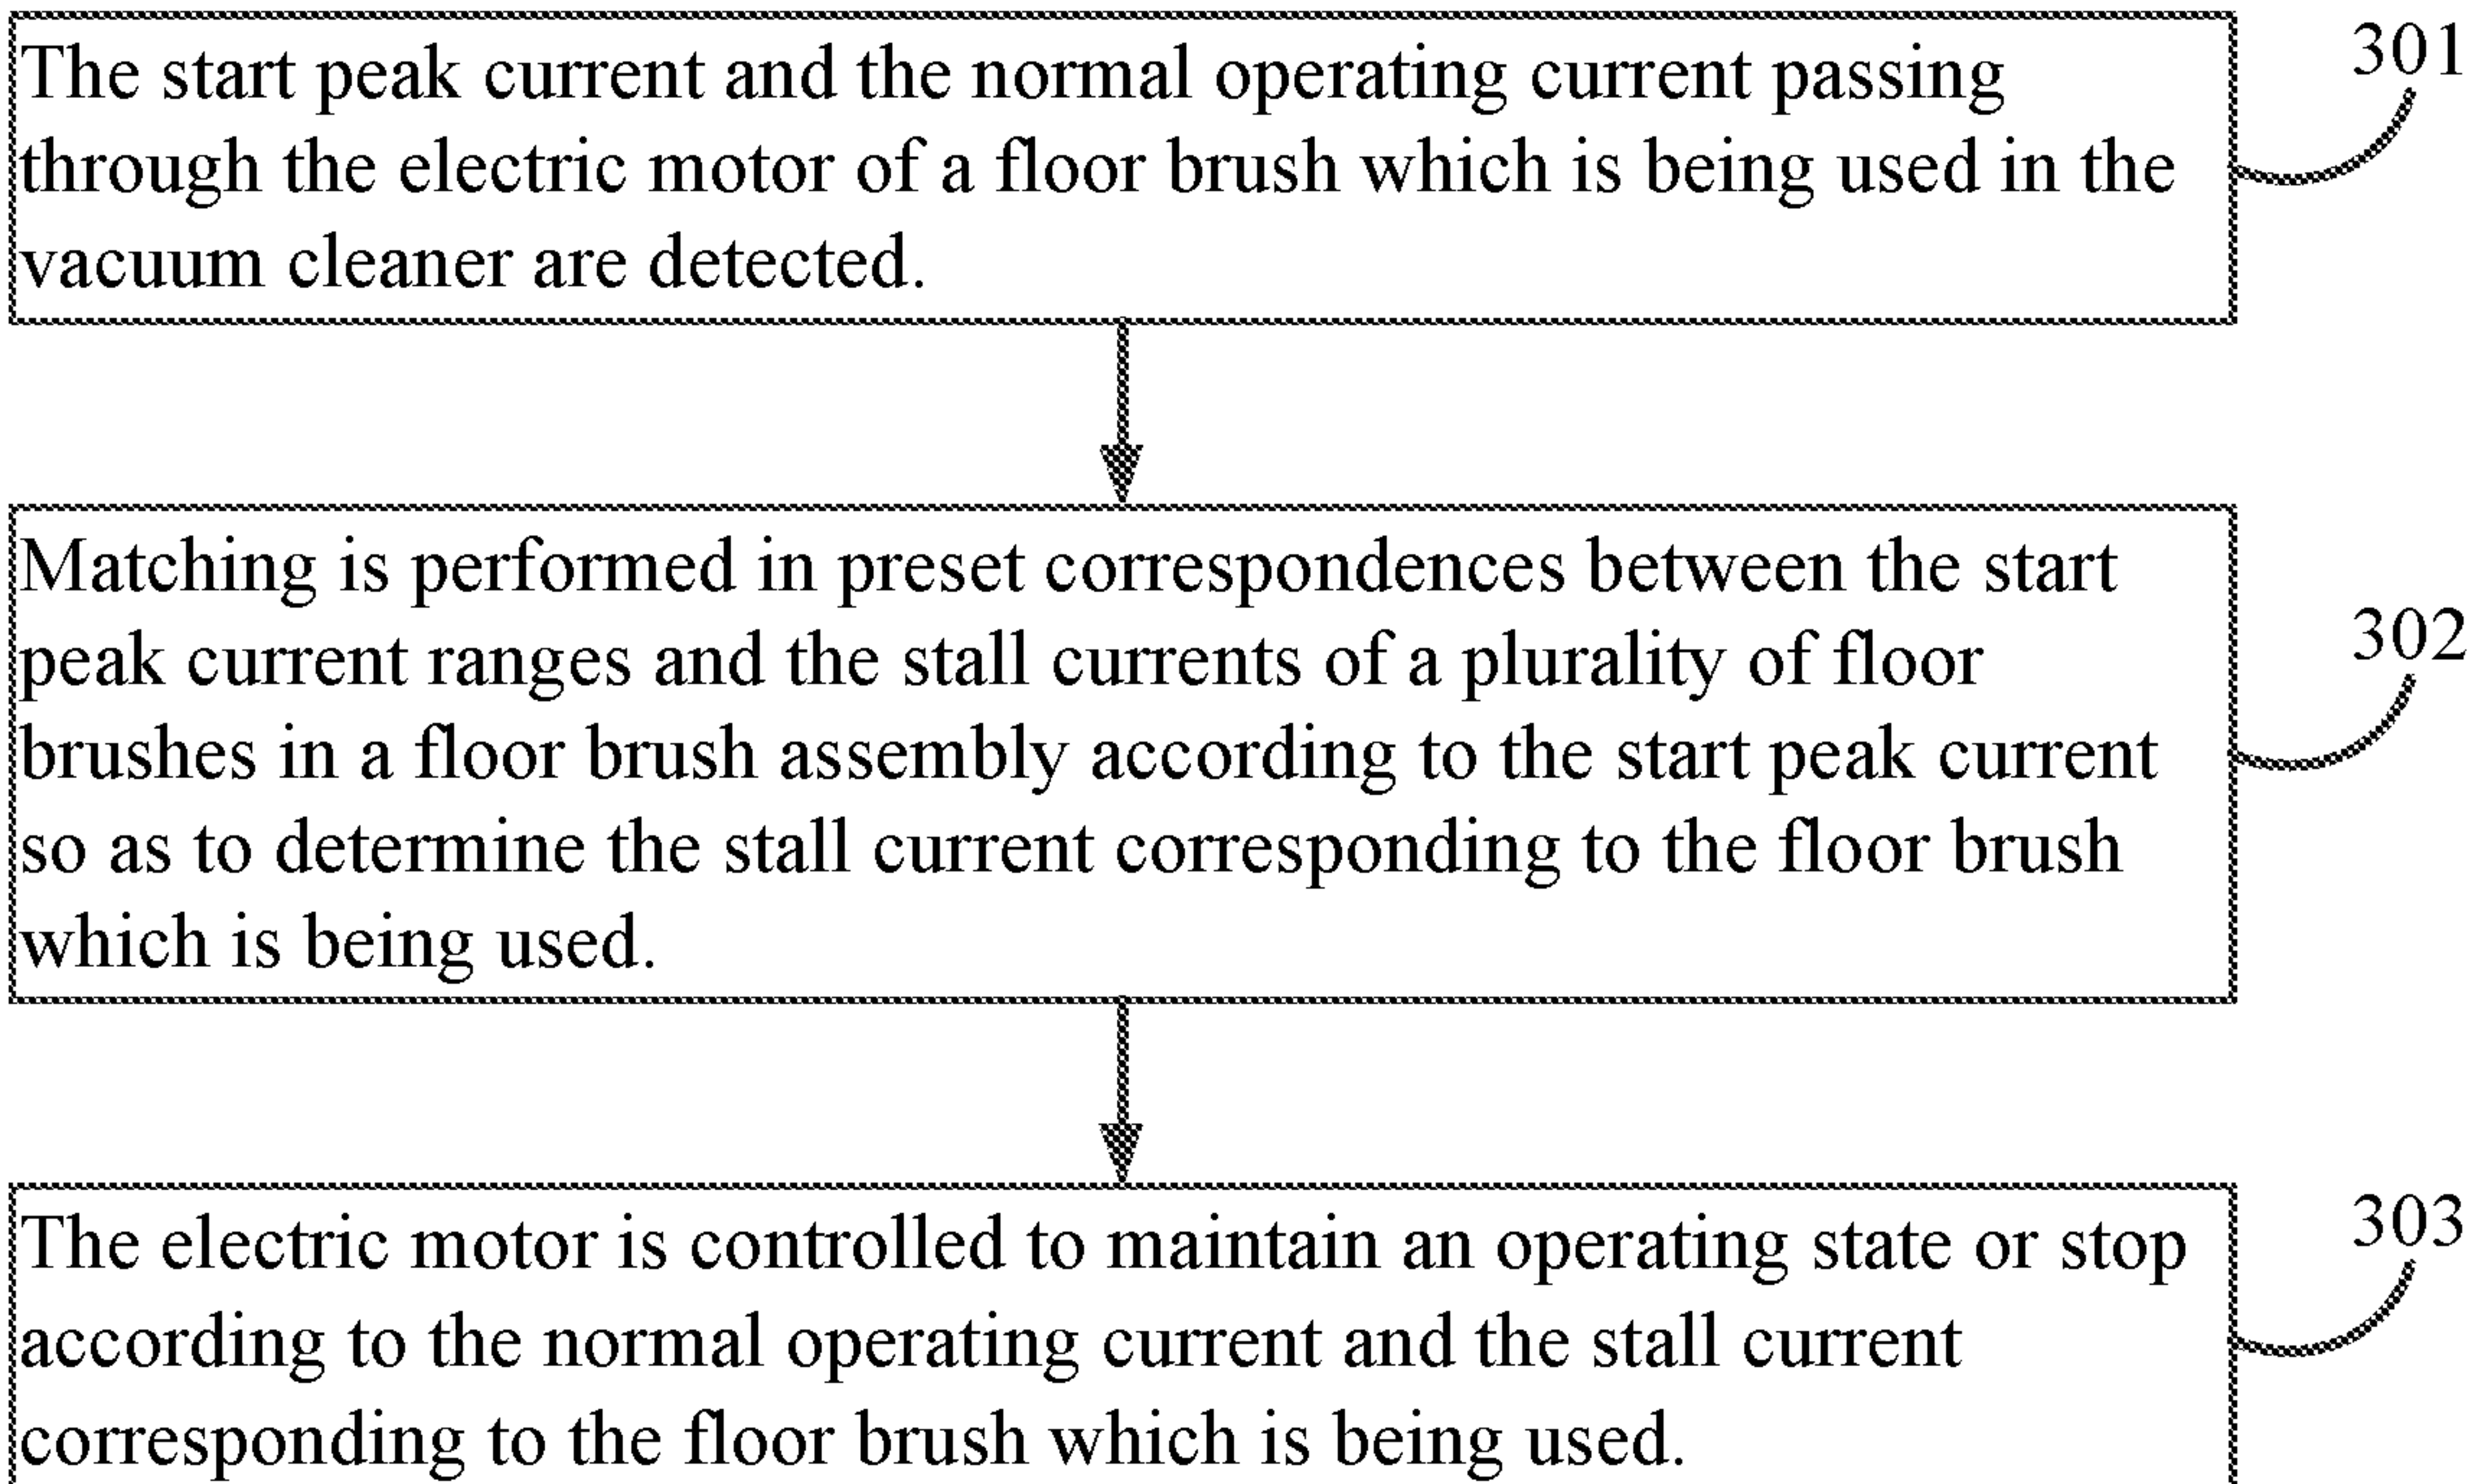 The start peak current and the normal operating current passing
through the electric motor of a floor brush which is being used in the
vacuum cleaner are detected.
301
Matching is performed in preset correspondences between the start
peak current ranges and the stall currents of a plurality of floor
brushes in a floor brush assembly according to the start peak current
so as to determine the stall current corresponding to the floor brush
which is being used.
302
The electric motor is controlled to maintain an operating state or stop
according to the normal operating current and the stall current
corresponding to the floor brush which is being used.
303